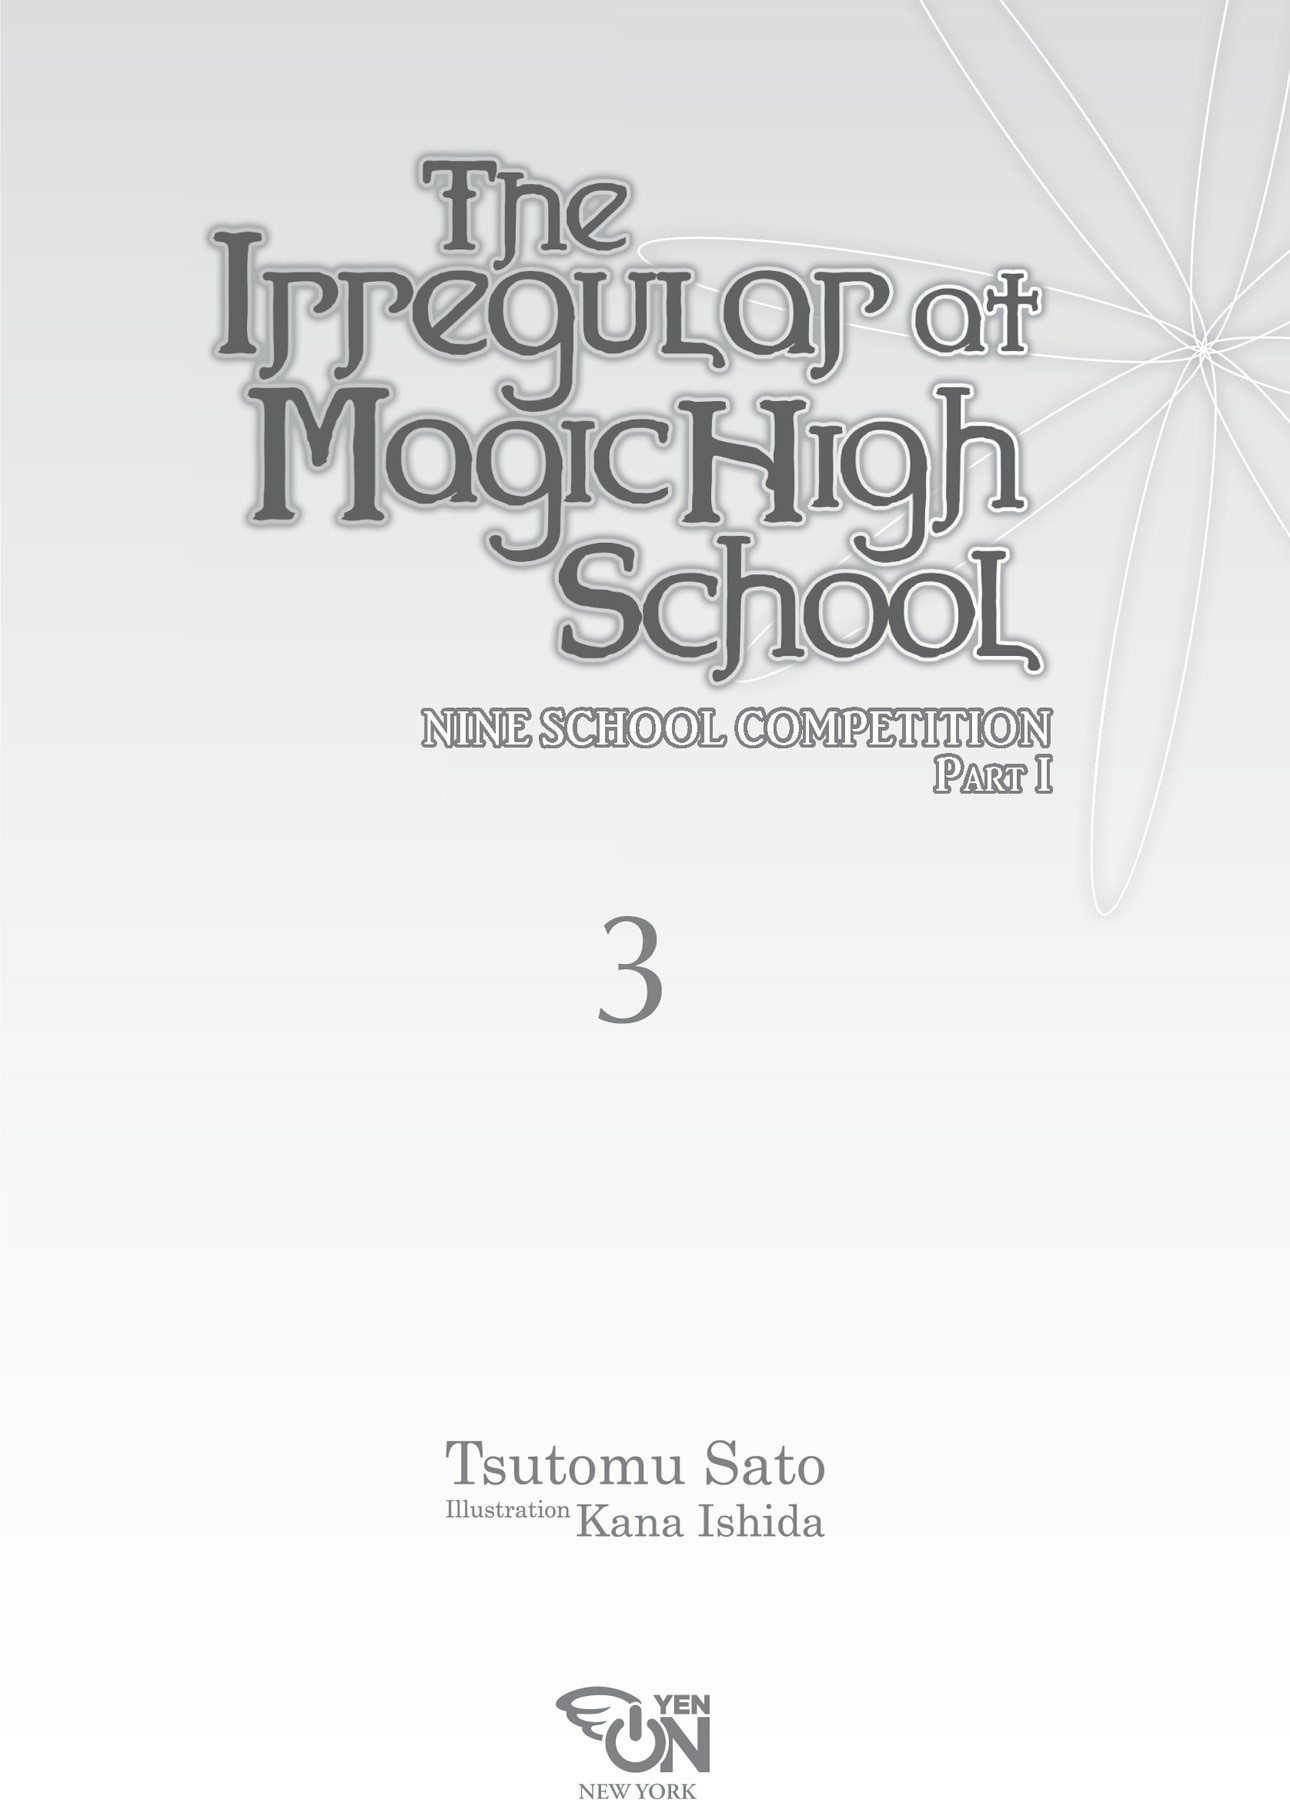 The
Irregular at
Magic High
School
NINE SCHOOL COMPETITION
PART I
3
Tsutomu Sato
Illustration Kana Ishida
YEN
ON
NEW YORK